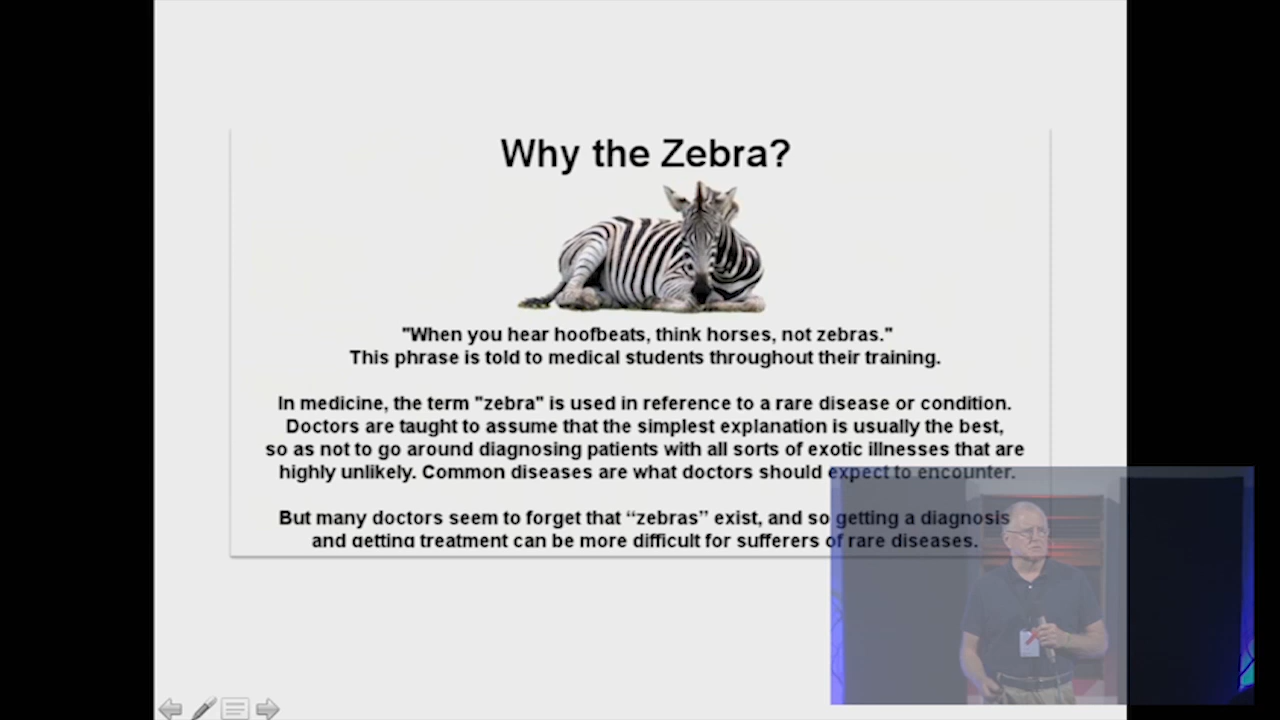 Why the Zebra?
"When you hear hoofbeats, think horses, not zebras."
This phrase is told to medical students throughout their training.
In medicine, the term "zebra" is used in reference to a rare disease or condition.
Doctors are taught to assume that the simplest explanation is usually the best,
so as not to go around diagnosing patients with all sorts of exotic illnesses that are
highly unlikely. Common diseases are what doctors should expect to encounter.
But many doctors seem to forget that “zebras” exist, and so getting a diagnosis
and getting treatment can be more difficult for sufferers of rare diseases.